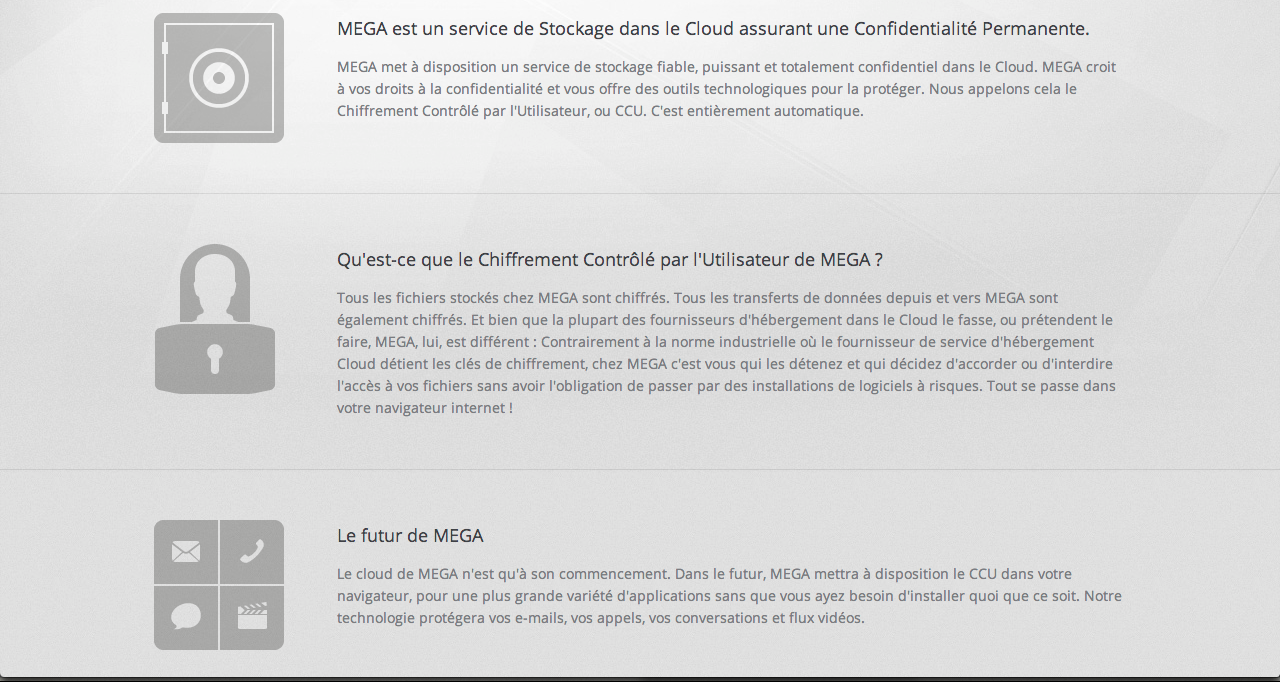 MEGA est un service de Stockage dans le Cloud assurant une Confidentialité Permanente.
MEGA met à disposition un service de stockage fiable, puissant et totalement confidentiel dans le Cloud. MEGA croit
à vos droits à la confidentialité et vous offre des outils technologiques pour la protéger. Nous appelons cela le
Chiffrement Contrôlé par l'Utilisateur, ou CCU. C'est entièrement automatique.
Qu'est-ce que le Chiffrement Contrôlé par l'Utilisateur de MEGA ?
Tous les fichiers stockés chez MEGA sont chiffrés. Tous les transferts de données depuis et vers MEGA sont
également chiffrés. Et bien que la plupart des fournisseurs d'hébergement dans le Cloud le fasse, ou prétendent le
faire, MEGA, lui, est différent : Contrairement à la norme industrielle où le fournisseur de service d'hébergement
Cloud détient les clés de chiffrement, chez MEGA c'est vous qui les détenez et qui décidez d'accorder ou d'interdire
l'accès à vos fichiers sans avoir l'obligation de passer par des installations de logiciels à risques. Tout se passe dans
votre navigateur internet !
Le futur de MEGA
Le cloud de MEGA n'est qu'à son commencement. Dans le futur, MEGA mettra à disposition le CCU dans votre
navigateur, pour une plus grande variété d'applications sans que vous ayez besoin d'installer quoi que ce soit. Notre
technologie protégera vos e-mails, vos appels, vos conversations et flux vidéos.